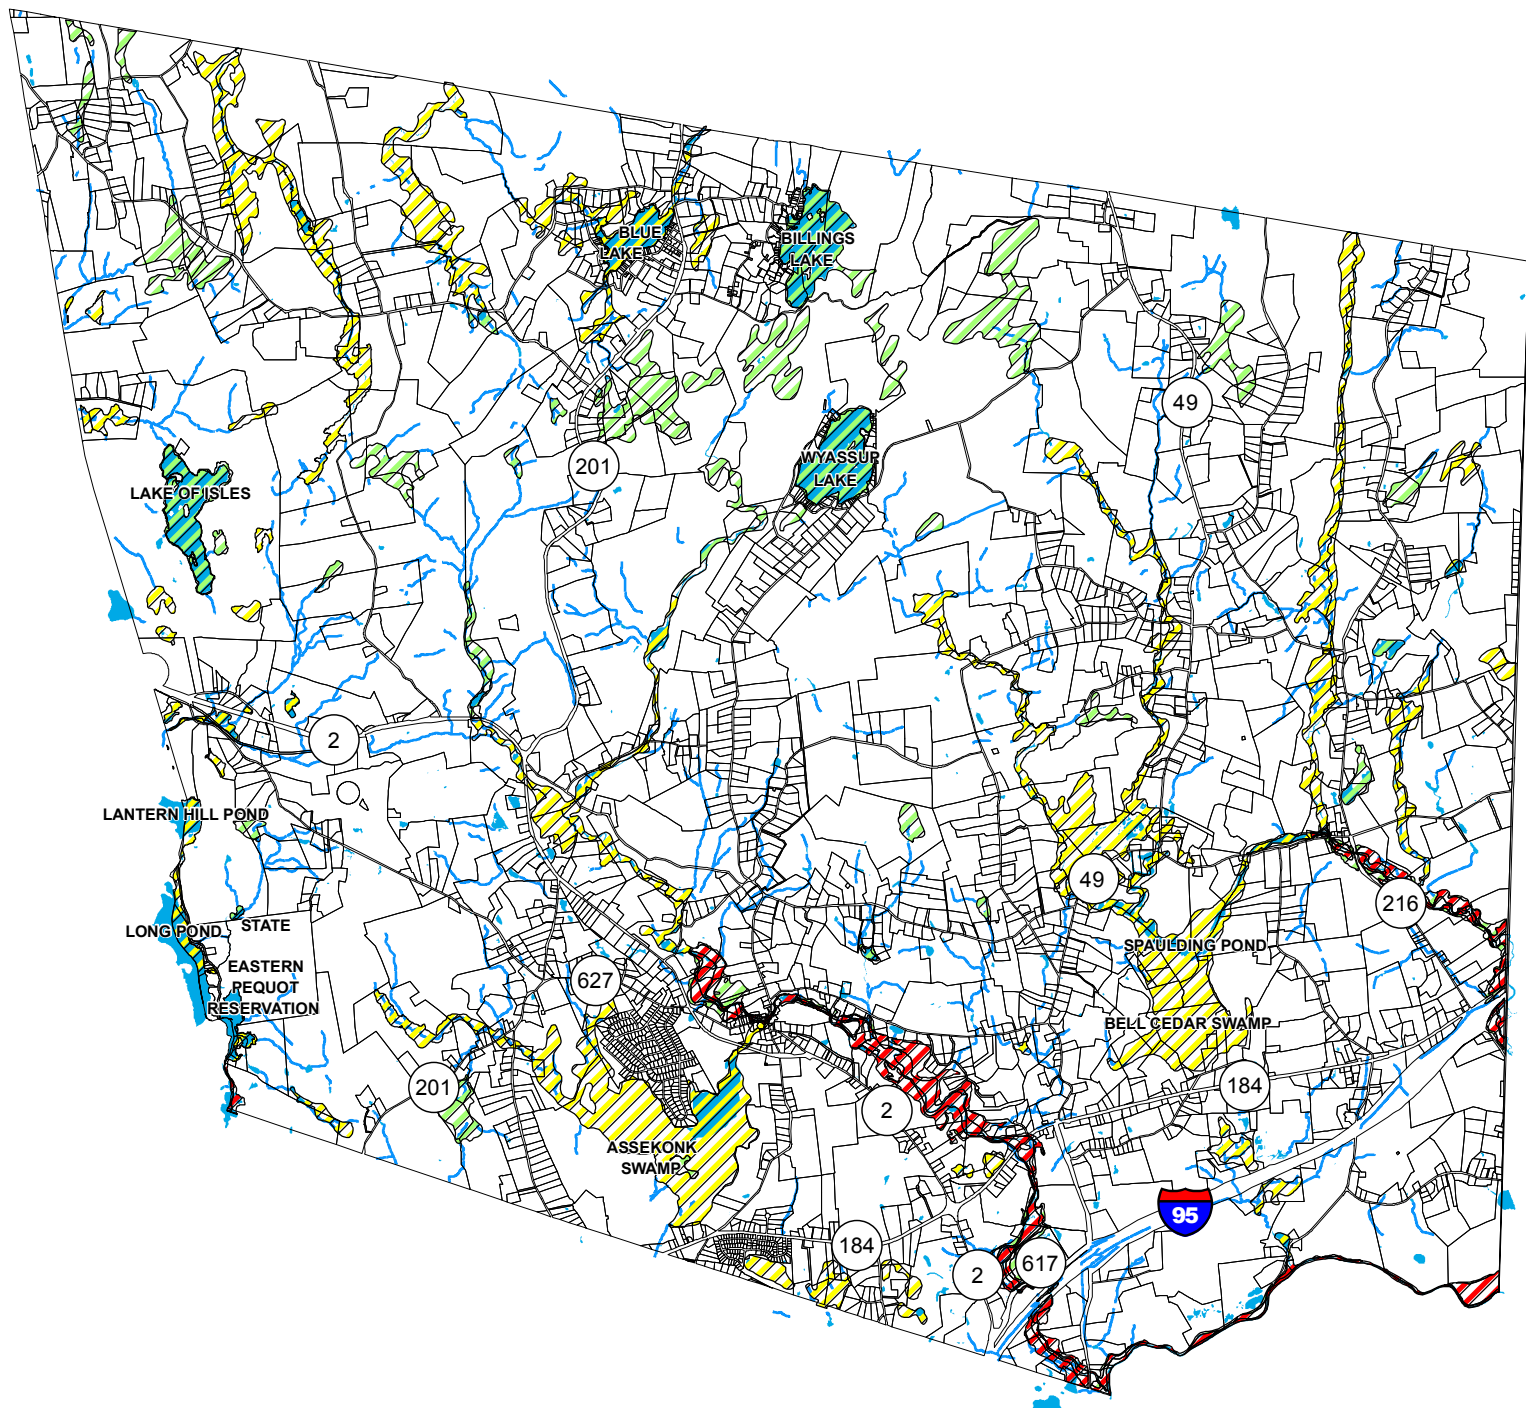 BLUE
LAKE
BILLINGS
LAKE
49
201
WYASSUP
LAKE
LAKE OF ISLES
2
LANTERN HILL POND
49
216
LONG POND
STATE
SPAULDING POND
EASTERN
PEQUOT
RESERVATION
627
BELL CEDAR SWAMP
201
184
2
ASSEKONK
SWAMP
95
184
617
2